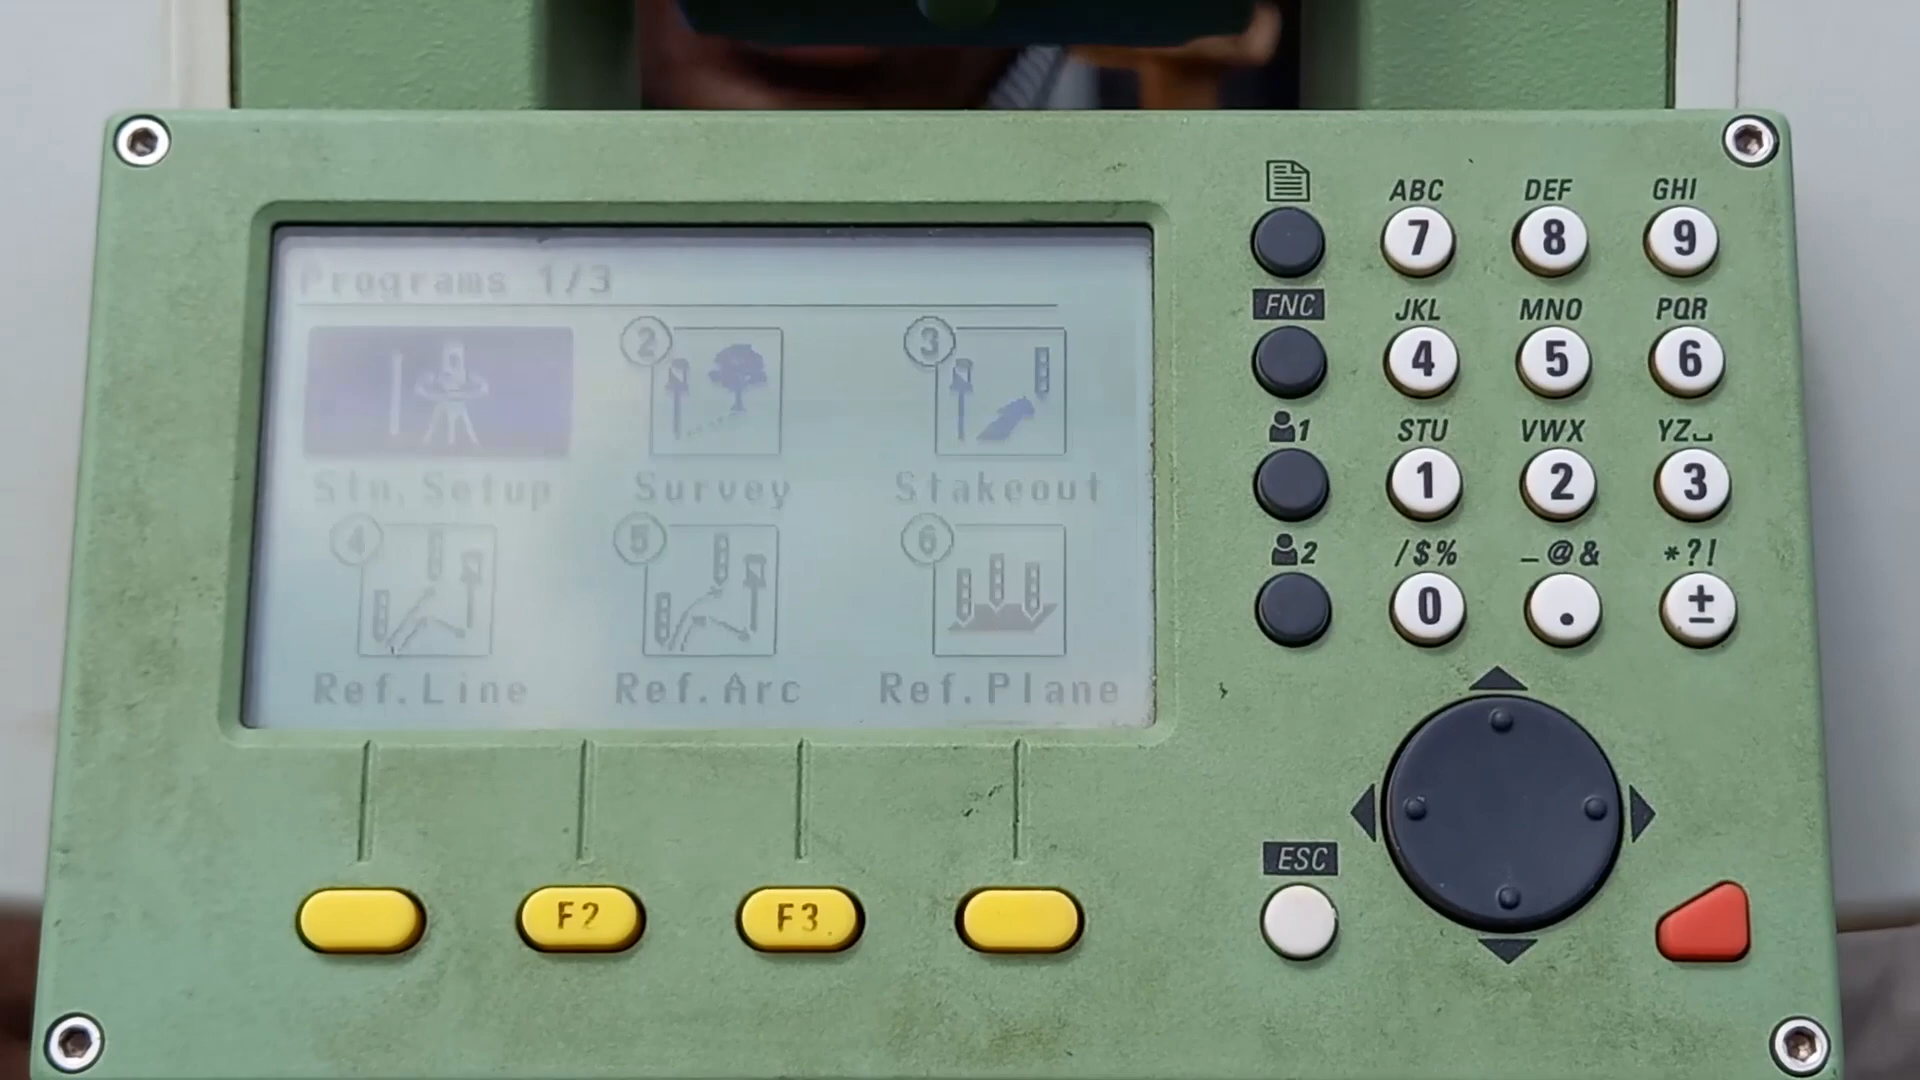 Programs 1/3
2
3
Stn.Setup
Survey
Stakeout
4
5
6
Ref.Line
Ref.Arc
Ref.Plane
F2
F3
ABC
DEF
GHI
7
8
9
FNC
JKL
MNO
PQR
4
5
6
1
STU
VWX
YZ⎵
1
2
3
2
/$%
_@&
*?!
0
.
±
ESC